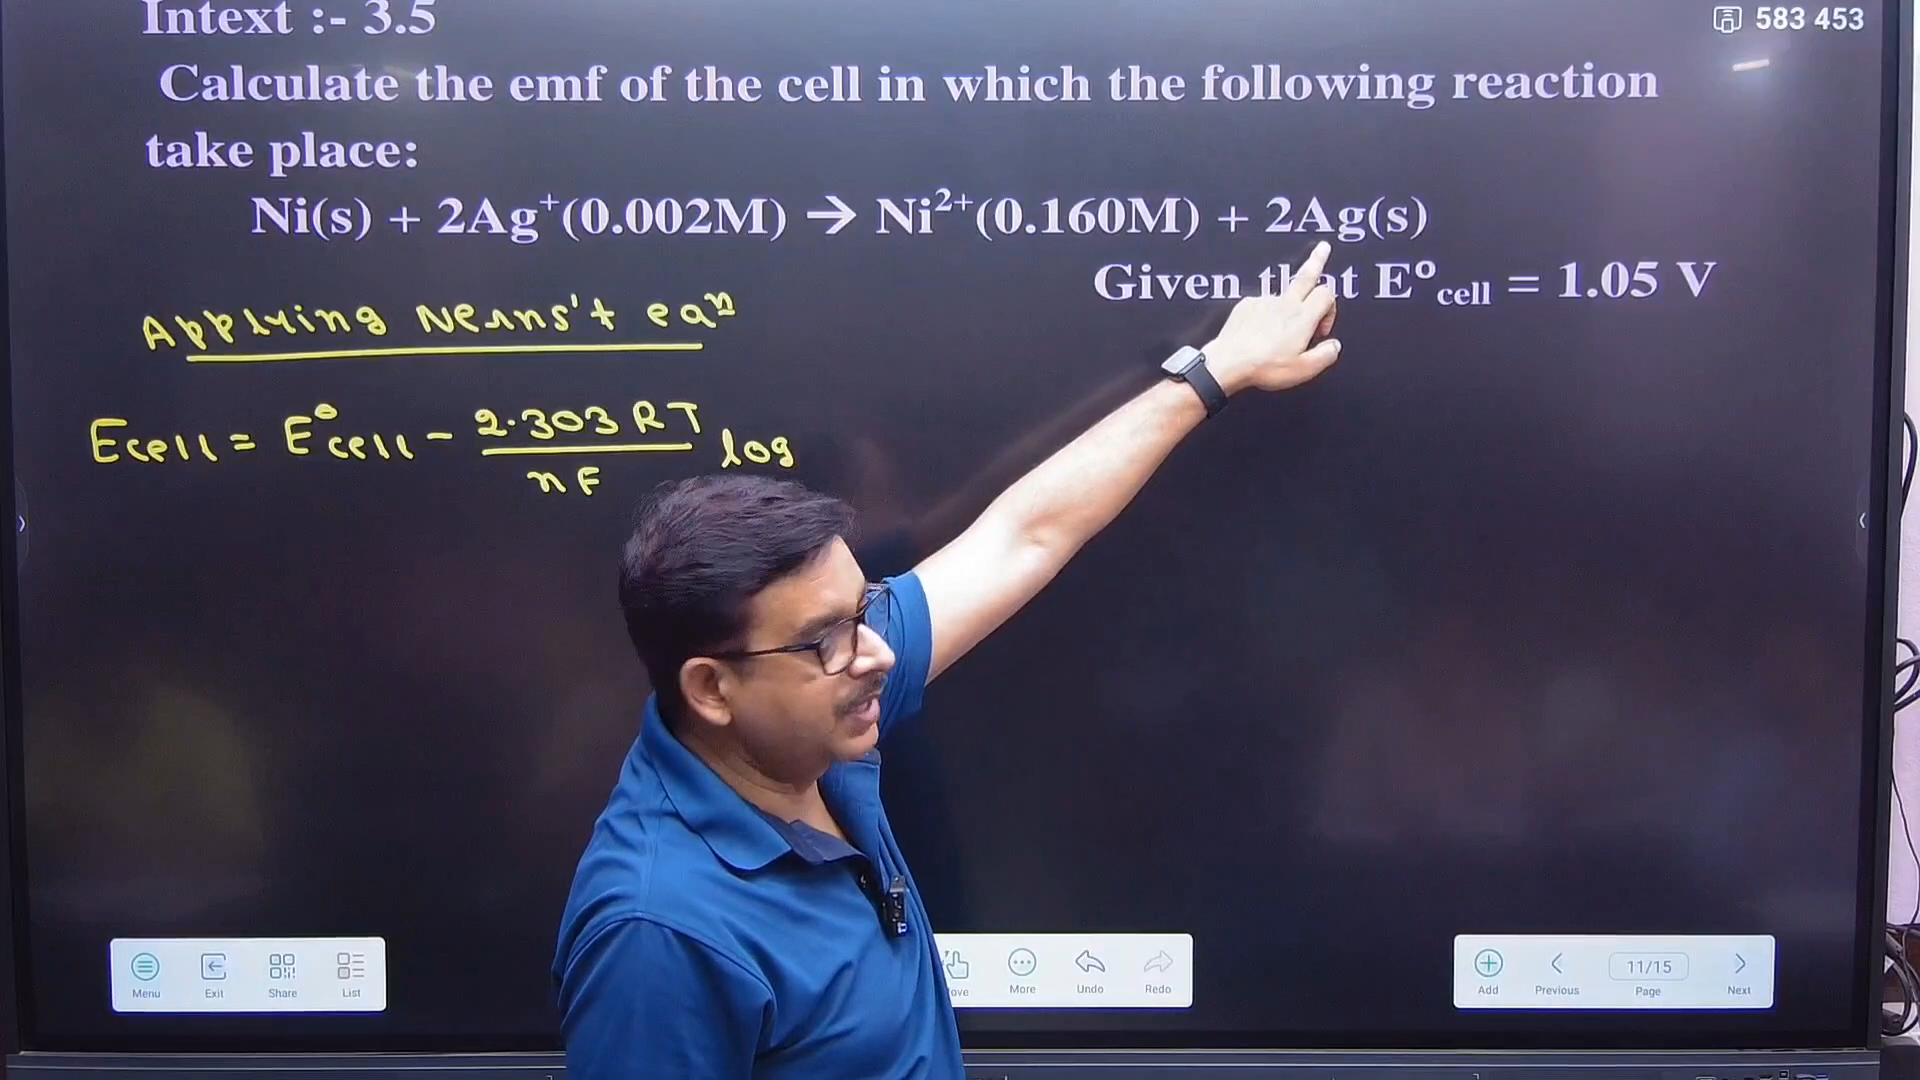 Intext :- 3.5
583 453
Calculate the emf of the cell in which the following reaction
take place:
Ni(s) + 2Ag⁺(0.002M) → Ni²⁺(0.160M) + 2Ag(s)
Given that E°cell = 1.05 V
Applying Nerns't eqⁿ
Ecell = E°cell - 2.303 RT / nF log
Menu Exit Share List
ove More Undo Redo
Add Previous 11/15 Page Next